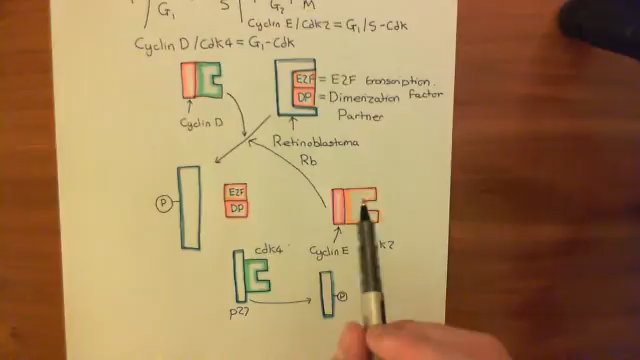 G₁ S G₂ M
Cyclin E/Cdk2 = G₁/S-Cdk
Cyclin D/Cdk4 = G₁-Cdk
E2F = E2F transcription
DP = Dimerization Factor
Partner
Cyclin D
Retinoblastoma
Rb
P
E2F
DP
cdk4
Cyclin E
p27
P